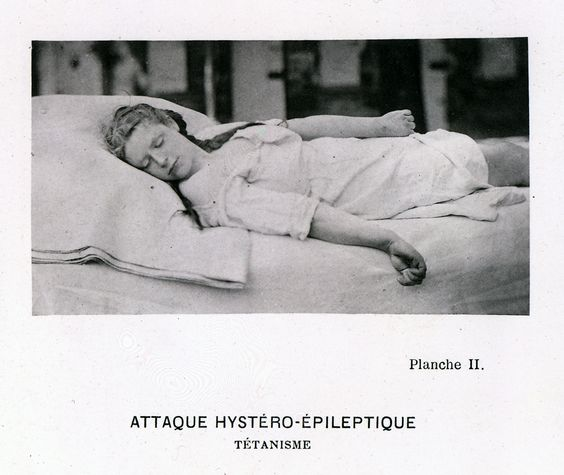 Planche II.
ATTAQUE HYSTÉRO-ÉPILEPTIQUE
TÉTANISME